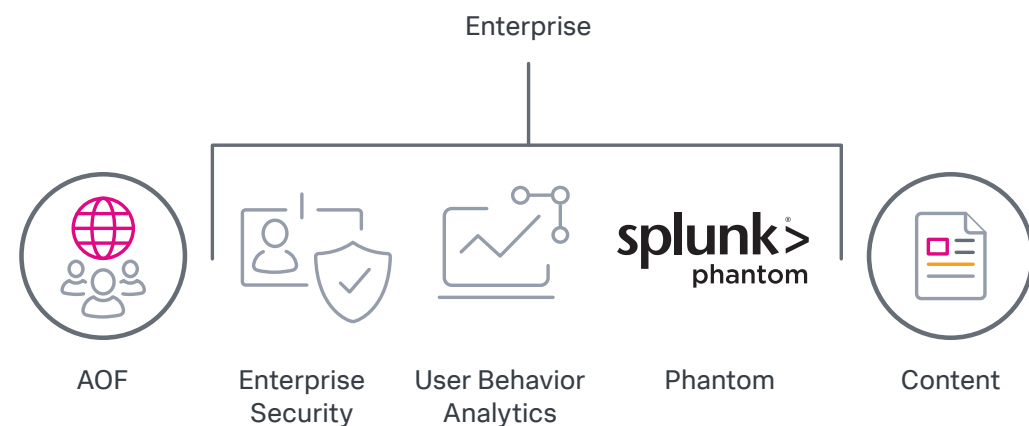 Enterprise
splunk>®
phantom
AOF
Enterprise
Security
User Behavior
Analytics
Phantom
Content